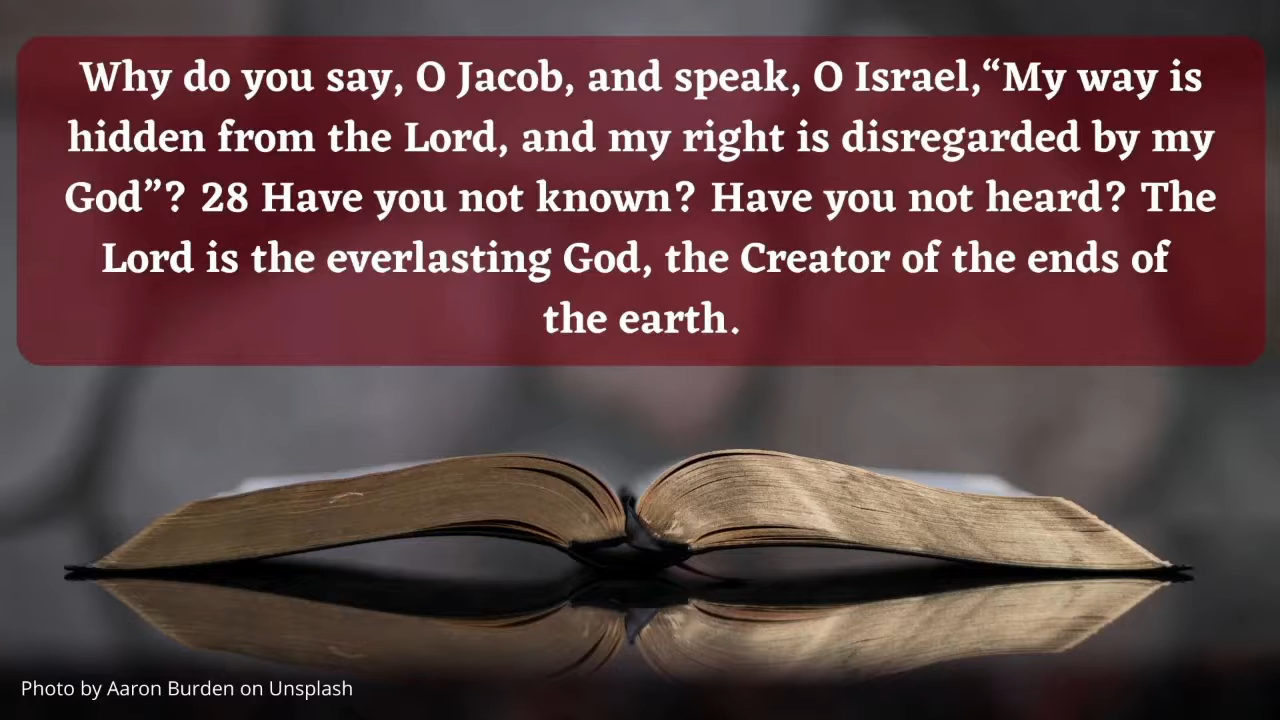 Why do you say, O Jacob, and speak, O Israel,“My way is
hidden from the Lord, and my right is disregarded by my
God”? 28 Have you not known? Have you not heard? The
Lord is the everlasting God, the Creator of the ends of
the earth.
Photo by Aaron Burden on Unsplash